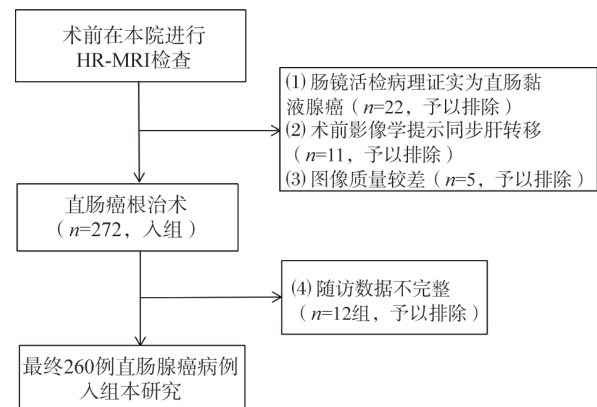 术前在本院进行
HR-MRI检查
(1) 肠镜活检病理证实为直肠黏
液腺癌（n=22，予以排除）
(2) 术前影像学提示同步肝转移
（n=11，予以排除）
(3) 图像质量较差（n=5，予以排除）
直肠癌根治术
（n=272，入组）
(4) 随访数据不完整
（n=12组，予以排除）
最终260例直肠腺癌病例
入组本研究